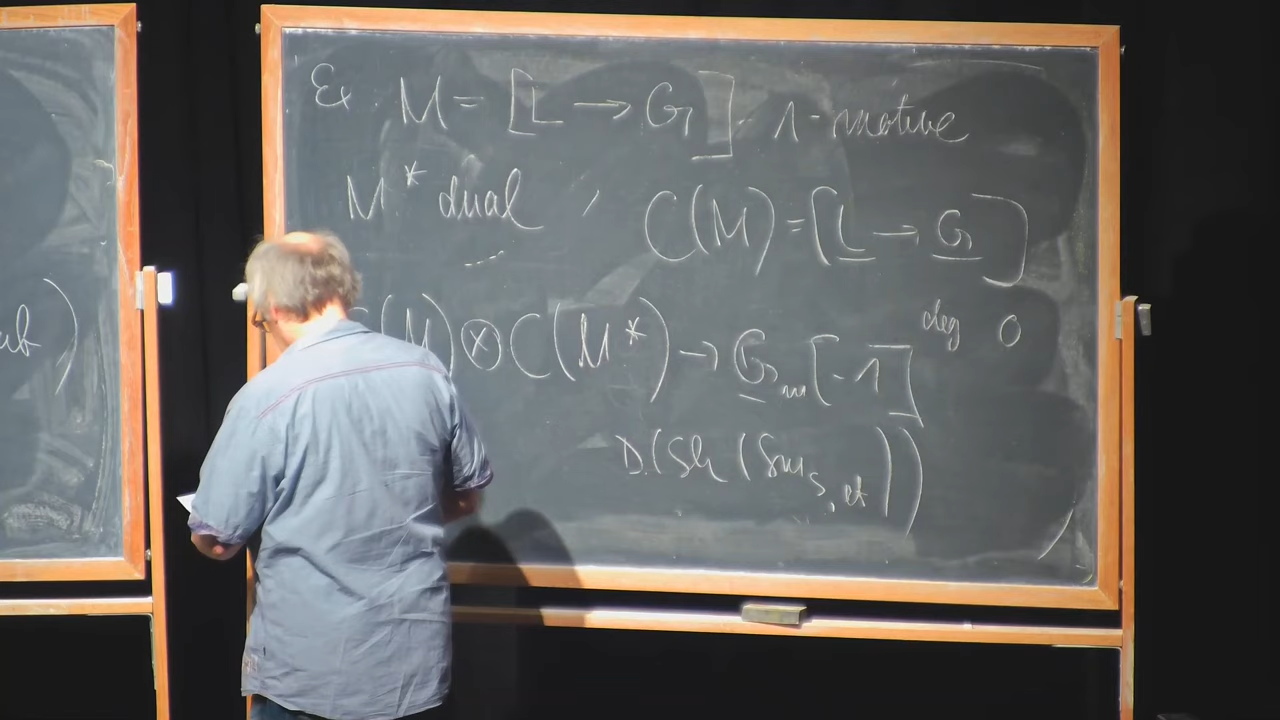 Ex M = [L → G] 1-motive
M* dual, C(M) = [L → G]
deg 0
(M) ⊗ C(M*) → G_m[-1]
D(Sh(Sm_S,et))